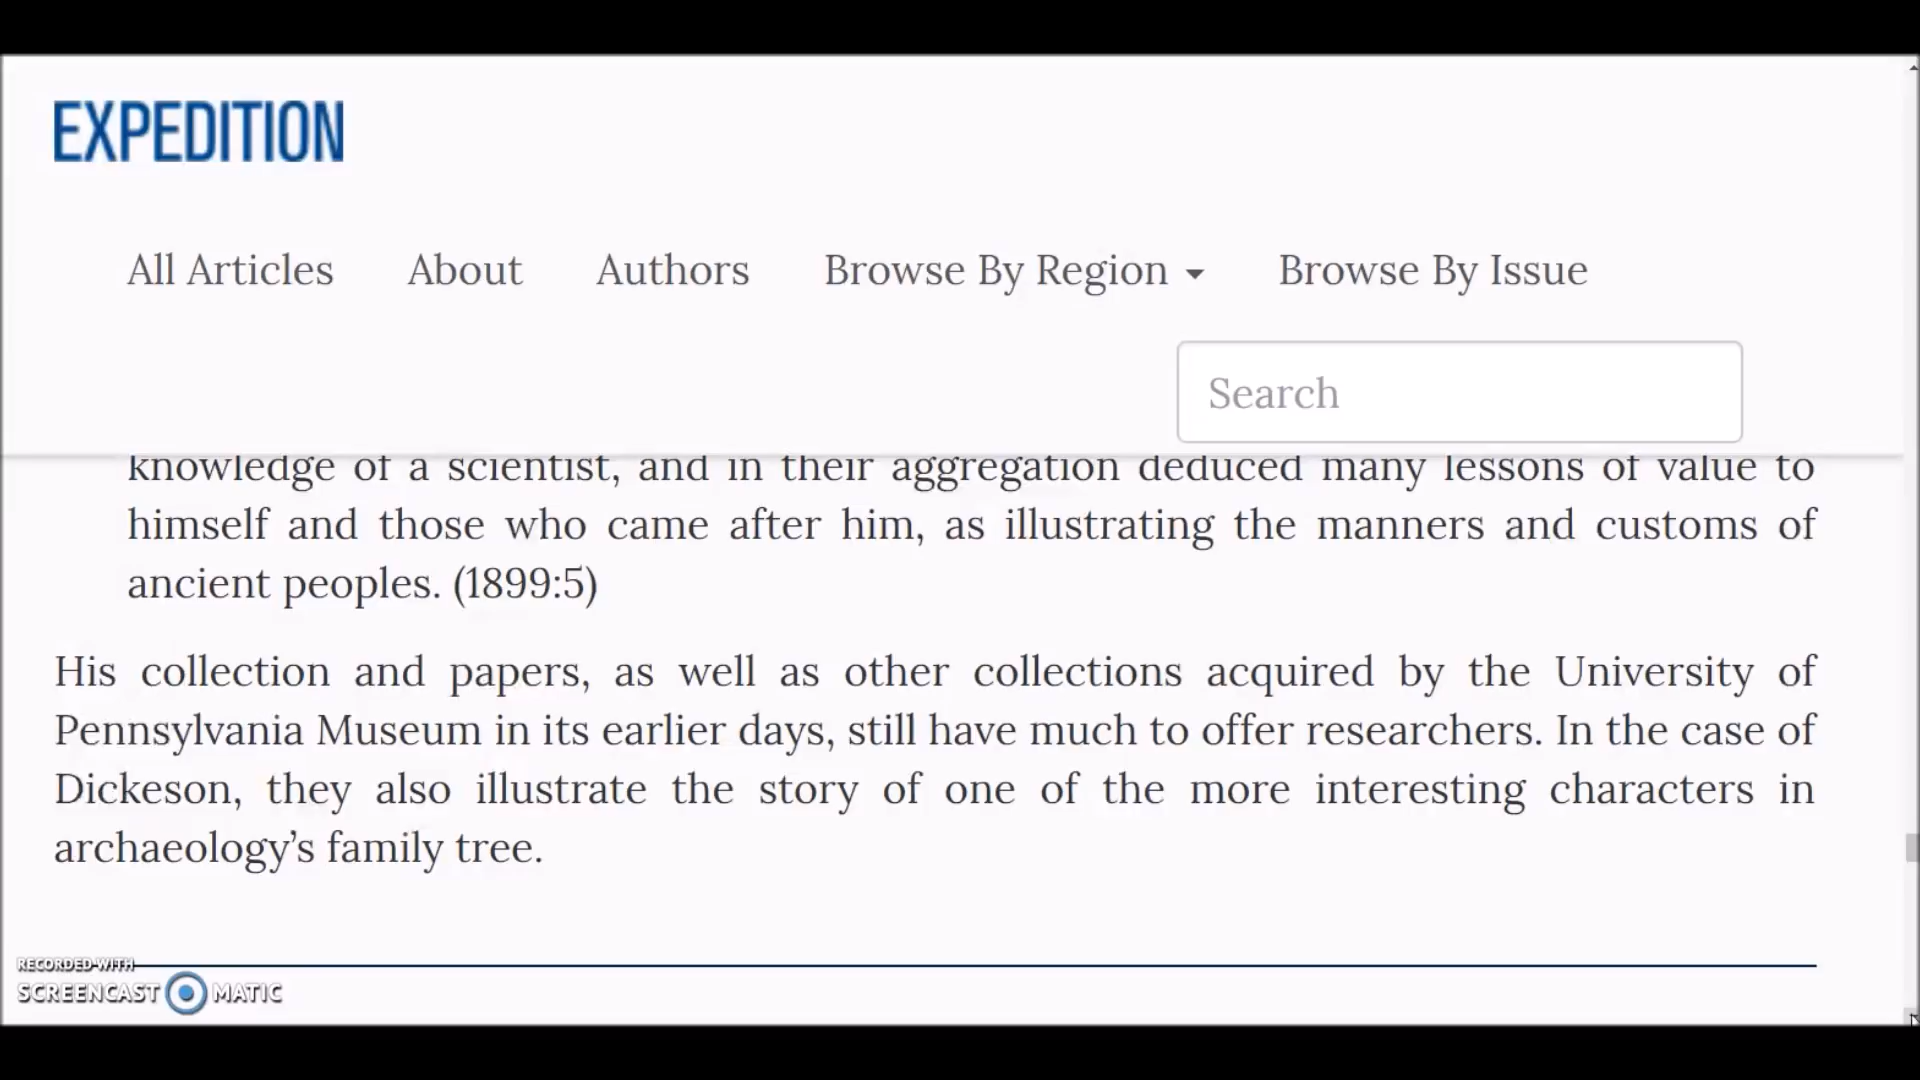 EXPEDITION
All Articles About Authors Browse By Region Browse By Issue
Search
knowledge of a scientist, and in their aggregation deduced many lessons of value to
himself and those who came after him, as illustrating the manners and customs of
ancient peoples. (1899:5)
His collection and papers, as well as other collections acquired by the University of
Pennsylvania Museum in its earlier days, still have much to offer researchers. In the case of
Dickeson, they also illustrate the story of one of the more interesting characters in
archaeology’s family tree.
RECORDED WITH
SCREENCAST MATIC